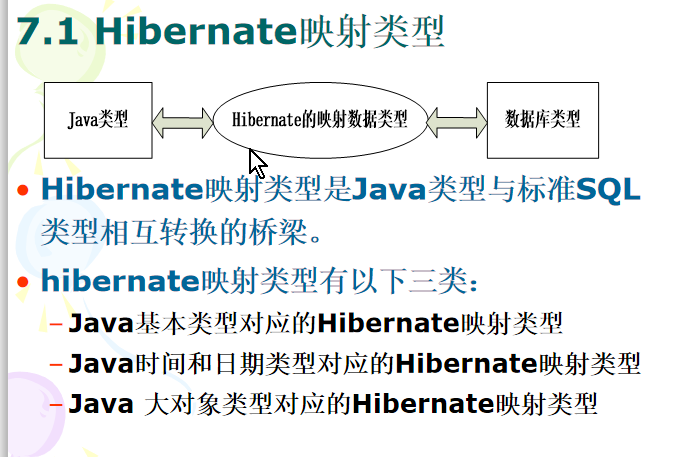 7.1 Hibernate映射类型
Java类型 Hibernate的映射数据类型 数据库类型
• Hibernate映射类型是Java类型与标准SQL
类型相互转换的桥梁。
• hibernate映射类型有以下三类：
– Java基本类型对应的Hibernate映射类型
– Java时间和日期类型对应的Hibernate映射类型
– Java 大对象类型对应的Hibernate映射类型